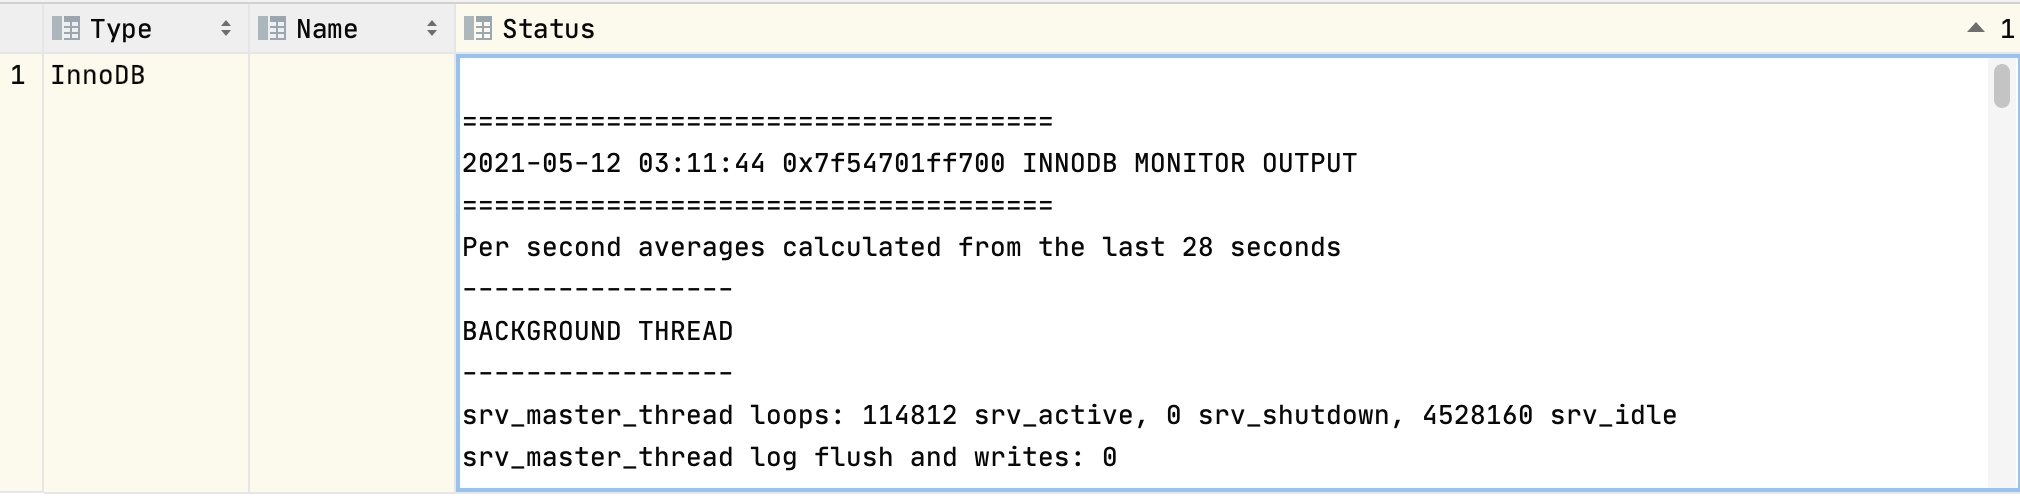 Type Name Status 1
1 InnoDB
=====================================
2021-05-12 03:11:44 0x7f54701ff700 INNODB MONITOR OUTPUT
=====================================
Per second averages calculated from the last 28 seconds
-----------------
BACKGROUND THREAD
-----------------
srv_master_thread loops: 114812 srv_active, 0 srv_shutdown, 4528160 srv_idle
srv_master_thread log flush and writes: 0